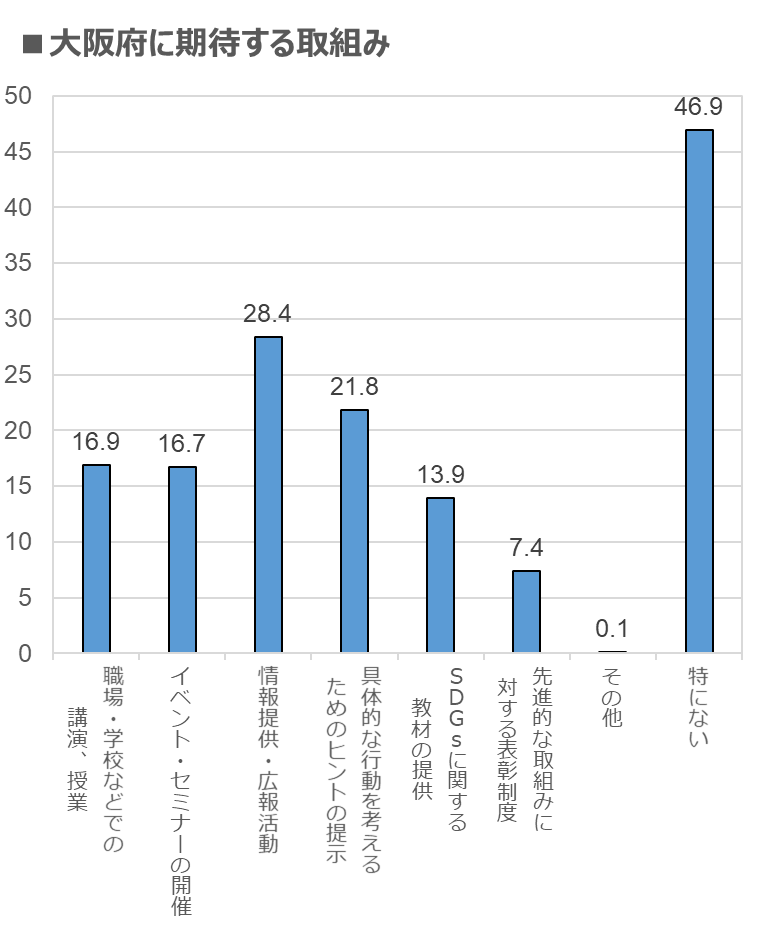 ■大阪府に期待する取組み
50
45
40
35
30
25
20
15
10
5
0
16.9
16.7
28.4
21.8
13.9
7.4
0.1
46.9
職場・学校などでの
講演、授業
イベント・セミナーの開催
情報提供・広報活動
具体的な行動を考える
ためのヒントの提示
SDGsに関する
教材の提供
先進的な取組みに
対する表彰制度
その他
特にない